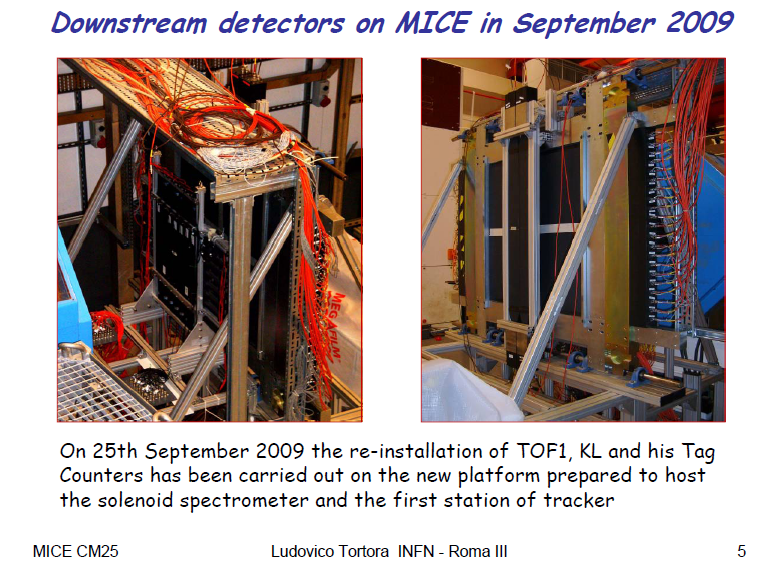 Downstream detectors on MICE in September 2009
MEGATILM
On 25th September 2009 the re-installation of TOF1, KL and his Tag
Counters has been carried out on the new platform prepared to host
the solenoid spectrometer and the first station of tracker
MICE CM25
Ludovico Tortora INFN - Roma III
5